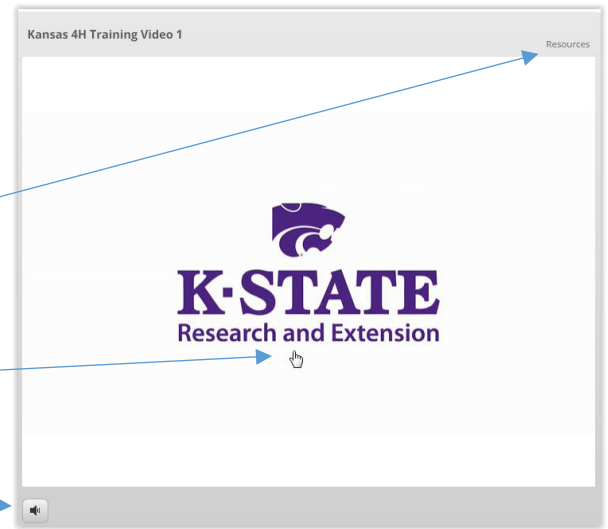 Kansas 4H Training Video 1
Resources
K-STATE
Research and Extension